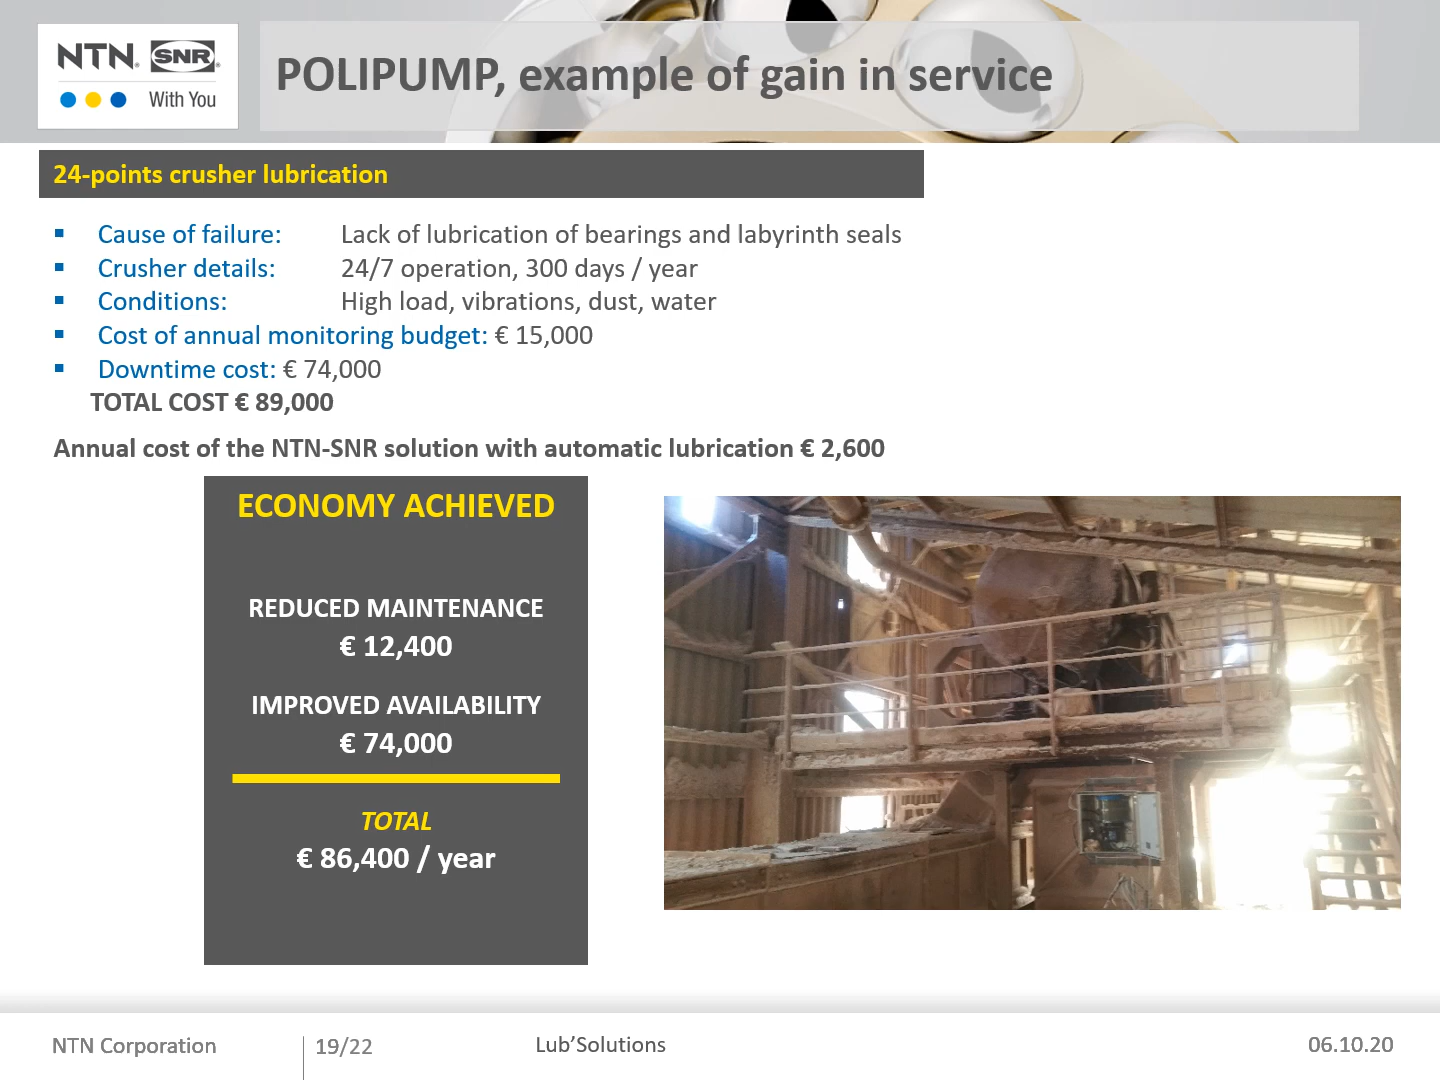 NTN SNR
With You
POLIPUMP, example of gain in service
24-points crusher lubrication
▪ Cause of failure: Lack of lubrication of bearings and labyrinth seals
▪ Crusher details: 24/7 operation, 300 days / year
▪ Conditions: High load, vibrations, dust, water
▪ Cost of annual monitoring budget: € 15,000
▪ Downtime cost: € 74,000
TOTAL COST € 89,000
Annual cost of the NTN-SNR solution with automatic lubrication € 2,600
ECONOMY ACHIEVED
REDUCED MAINTENANCE
€ 12,400
IMPROVED AVAILABILITY
€ 74,000
TOTAL
€ 86,400 / year
NTN Corporation
19/22
Lub’Solutions
06.10.20